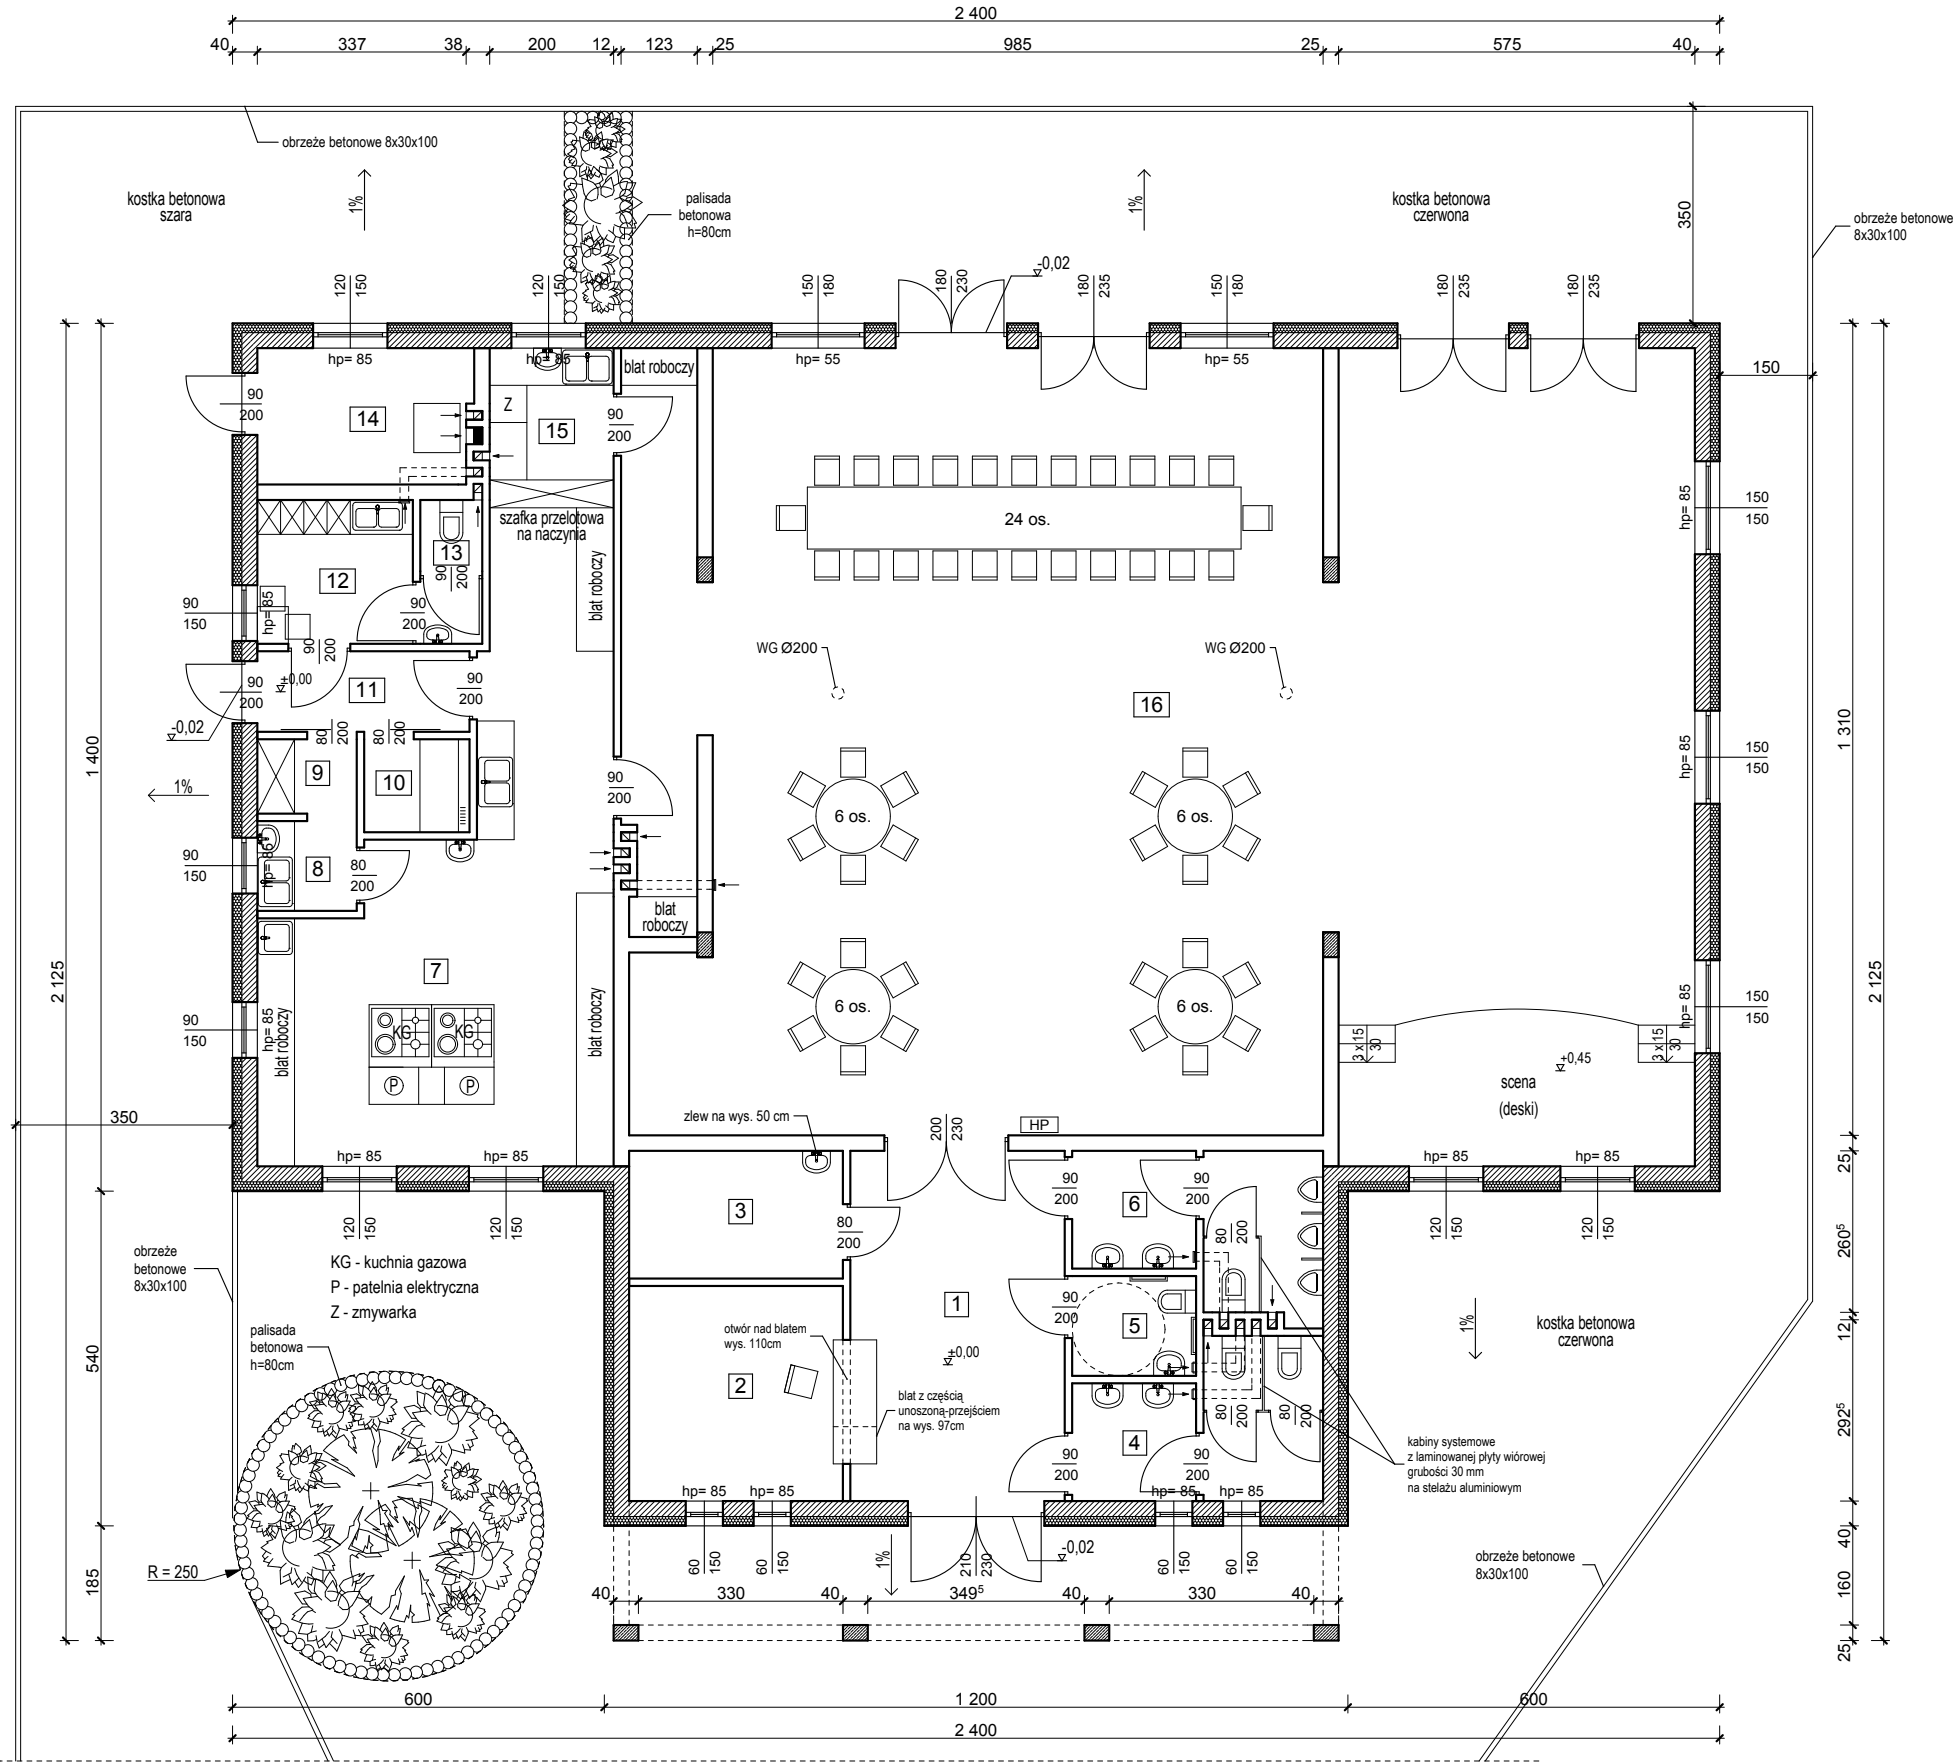 2 400
40 337 38 200 12 123 25 985 25 575 40
obrzeże betonowe 8x30x100
kostka betonowa
szara
1%
palisada
betonowa
h=80cm
1%
kostka betonowa
czerwona
350
obrzeże betonowe
8x30x100
120
150
120
150
150
180
180
230
-0,02
180
235
150
180
180
235
180
235
hp= 85
hp= 85
blat roboczy
hp= 55
hp= 55
150
90
200
14
Z
15
90
200
24 os.
szafka przelotowa
na naczynia
hp= 85
150
150
12
13
90
200
90
150
hp= 85
90
200
blat roboczy
90
200
WG Ø200
WG Ø200
±0,00
90
200
11
90
200
16
-0,02
80
200
80
200
1 400
1 310
hp= 85
150
150
9
10
90
200
1%
6 os.
6 os.
90
150
hp= 85
8
80
200
blat
roboczy
7
2 125
2 125
90
150
hp= 85
blat roboczy
KG
KG
P
P
blat roboczy
6 os.
6 os.
hp= 85
150
150
3 x 15
30
3 x 15
30
+0,45
scena
(deski)
350
zlew na wys. 50 cm
200
230
HP
hp= 85
hp= 85
hp= 85
hp= 85
25
3
80
200
90
200
6
90
200
80
200
120
150
120
150
120
150
120
150
260⁵
obrzeże
betonowe
8x30x100
KG - kuchnia gazowa
P - patelnia elektryczna
Z - zmywarka
1
90
200
5
1%
kostka betonowa
czerwona
12
palisada
betonowa
h=80cm
otwór nad blatem
wys. 110cm
±0,00
540
2
blat z częścią
unoszoną-przejściem
na wys. 97cm
80
200
80
200
292⁵
4
90
200
90
200
kabiny systemowe
z laminowanej płyty wiórowej
grubości 30 mm
na stelażu aluminiowym
hp= 85
hp= 85
hp= 85
hp= 85
40
60
150
60
150
1%
210
230
-0,02
60
150
60
150
obrzeże betonowe
8x30x100
R = 250
185
160
40 330 40 349⁵ 40 330 40
25
600 1 200 600
2 400